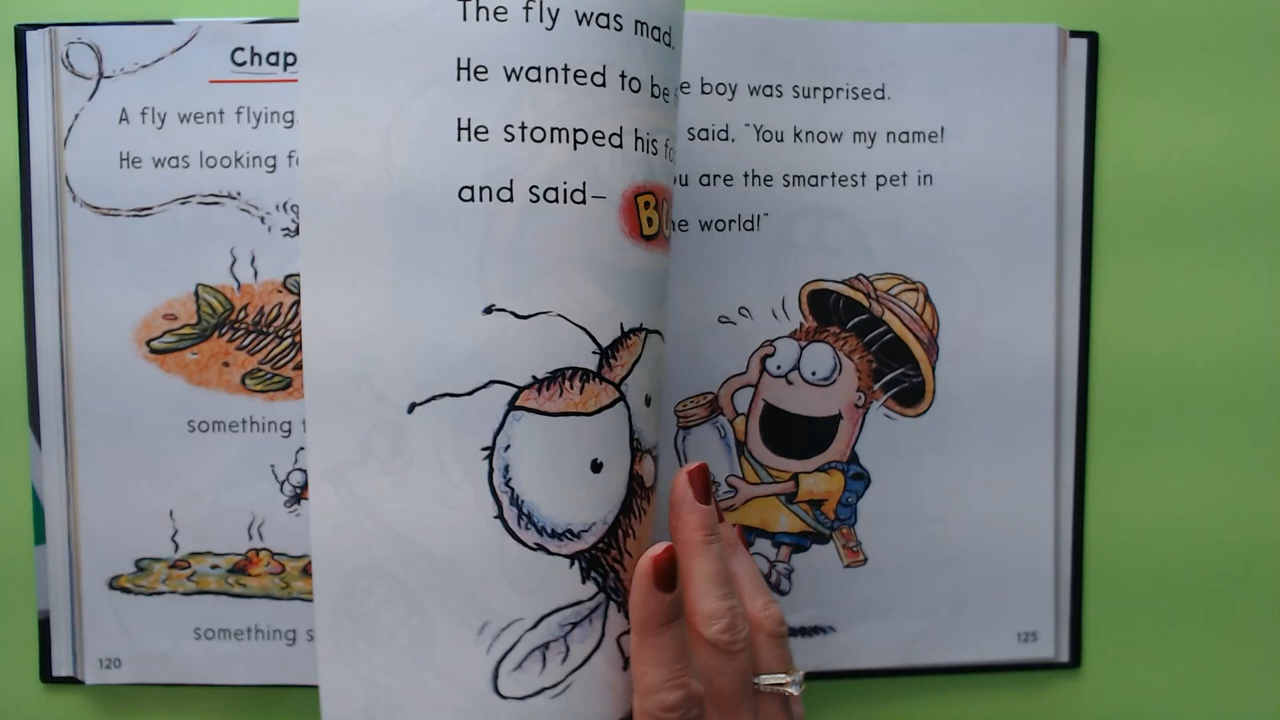 Chap
A fly went flying.
He was looking
something
something
120
The fly was mad.
He wanted to be
He stomped his
and said–
boy was surprised.
said, "You know my name!
are the smartest pet in
world!"
125